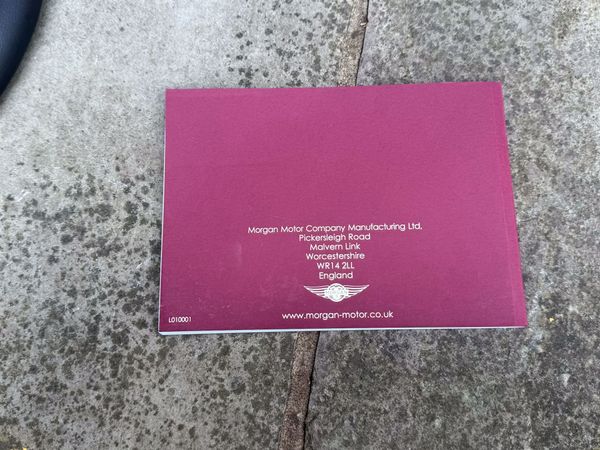 Morgan Motor Company Manufacturing Ltd,
Pickersleigh Road
Malvern Link
Worcestershire
WR14 2LL
England
www.morgan-motor.co.uk
L010001